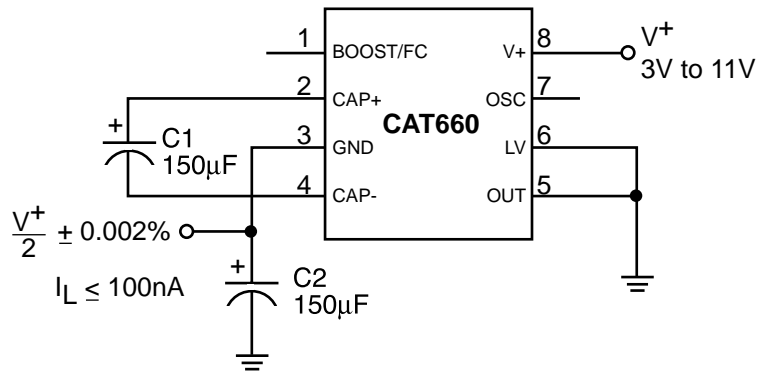 1
BOOST/FC
V+
8
V+
3V to 11V
2
CAP+
OSC
7
CAT660
+
C1
150µF
3
GND
LV
6
4
CAP-
OUT
5
V+
2
± 0.002%
IL ≤ 100nA
+
C2
150µF